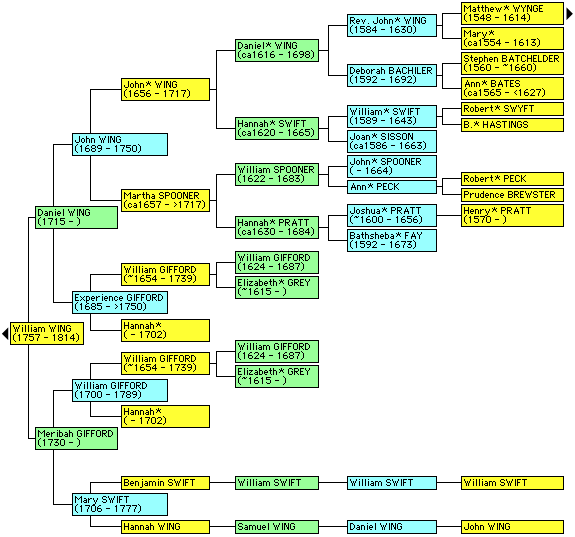 Matthew* WYNGE
(1548 - 1614)
Rev. John* WING
(1584 - 1630)
Mary*
(ca1554 - 1613)
Daniel* WING
(ca1616 - 1698)
Stephen BATCHELDER
(1560 - ~1660)
Deborah BACHILER
(1592 - 1692)
Ann* BATES
(ca1565 - <1627)
John* WING
(1656 - 1717)
William* SWIFT
(1589 - 1643)
Robert* SWYFT
Hannah* SWIFT
(ca1620 - 1665)
B.* HASTINGS
Joan* SISSON
(ca1586 - 1663)
John WING
(1689 - 1750)
John* SPOONER
( - 1664)
William SPOONER
(1622 - 1683)
Robert* PECK
Ann* PECK
Prudence BREWSTER
Martha SPOONER
(ca1657 - >1717)
Joshua* PRATT
(~1600 - 1656)
Henry* PRATT
(1570 - )
Daniel WING
(1715 - )
Hannah* PRATT
(ca1630 - 1684)
Bathsheba* FAY
(1592 - 1673)
William GIFFORD
(1624 - 1687)
William GIFFORD
(~1654 - 1739)
Elizabeth* GREY
(~1615 - )
Experience GIFFORD
(1685 - >1750)
Hannah*
( - 1702)
William WING
(1757 - 1814)
William GIFFORD
(1624 - 1687)
William GIFFORD
(~1654 - 1739)
Elizabeth* GREY
(~1615 - )
William GIFFORD
(1700 - 1789)
Hannah*
( - 1702)
Meribah GIFFORD
(1730 - )
Benjamin SWIFT
William SWIFT
William SWIFT
William SWIFT
Mary SWIFT
(1706 - 1777)
Hannah WING
Samuel WING
Daniel WING
John WING